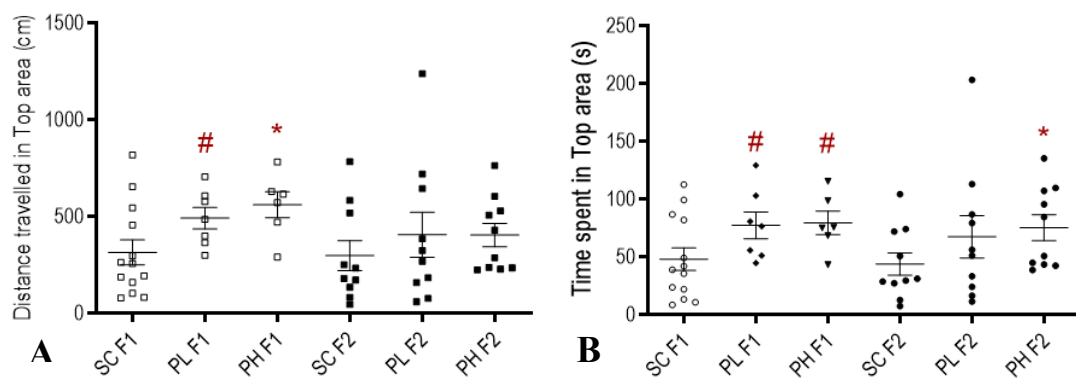 Distance travelled in Top area (cm)
1500
1000
500
0
#
*
SC F1
PL F1
PH F1
SC F2
PL F2
PH F2
A
Time spent in Top area (s)
250
200
150
100
50
0
#
#
*
SC F1
PL F1
PH F1
SC F2
PL F2
PH F2
B